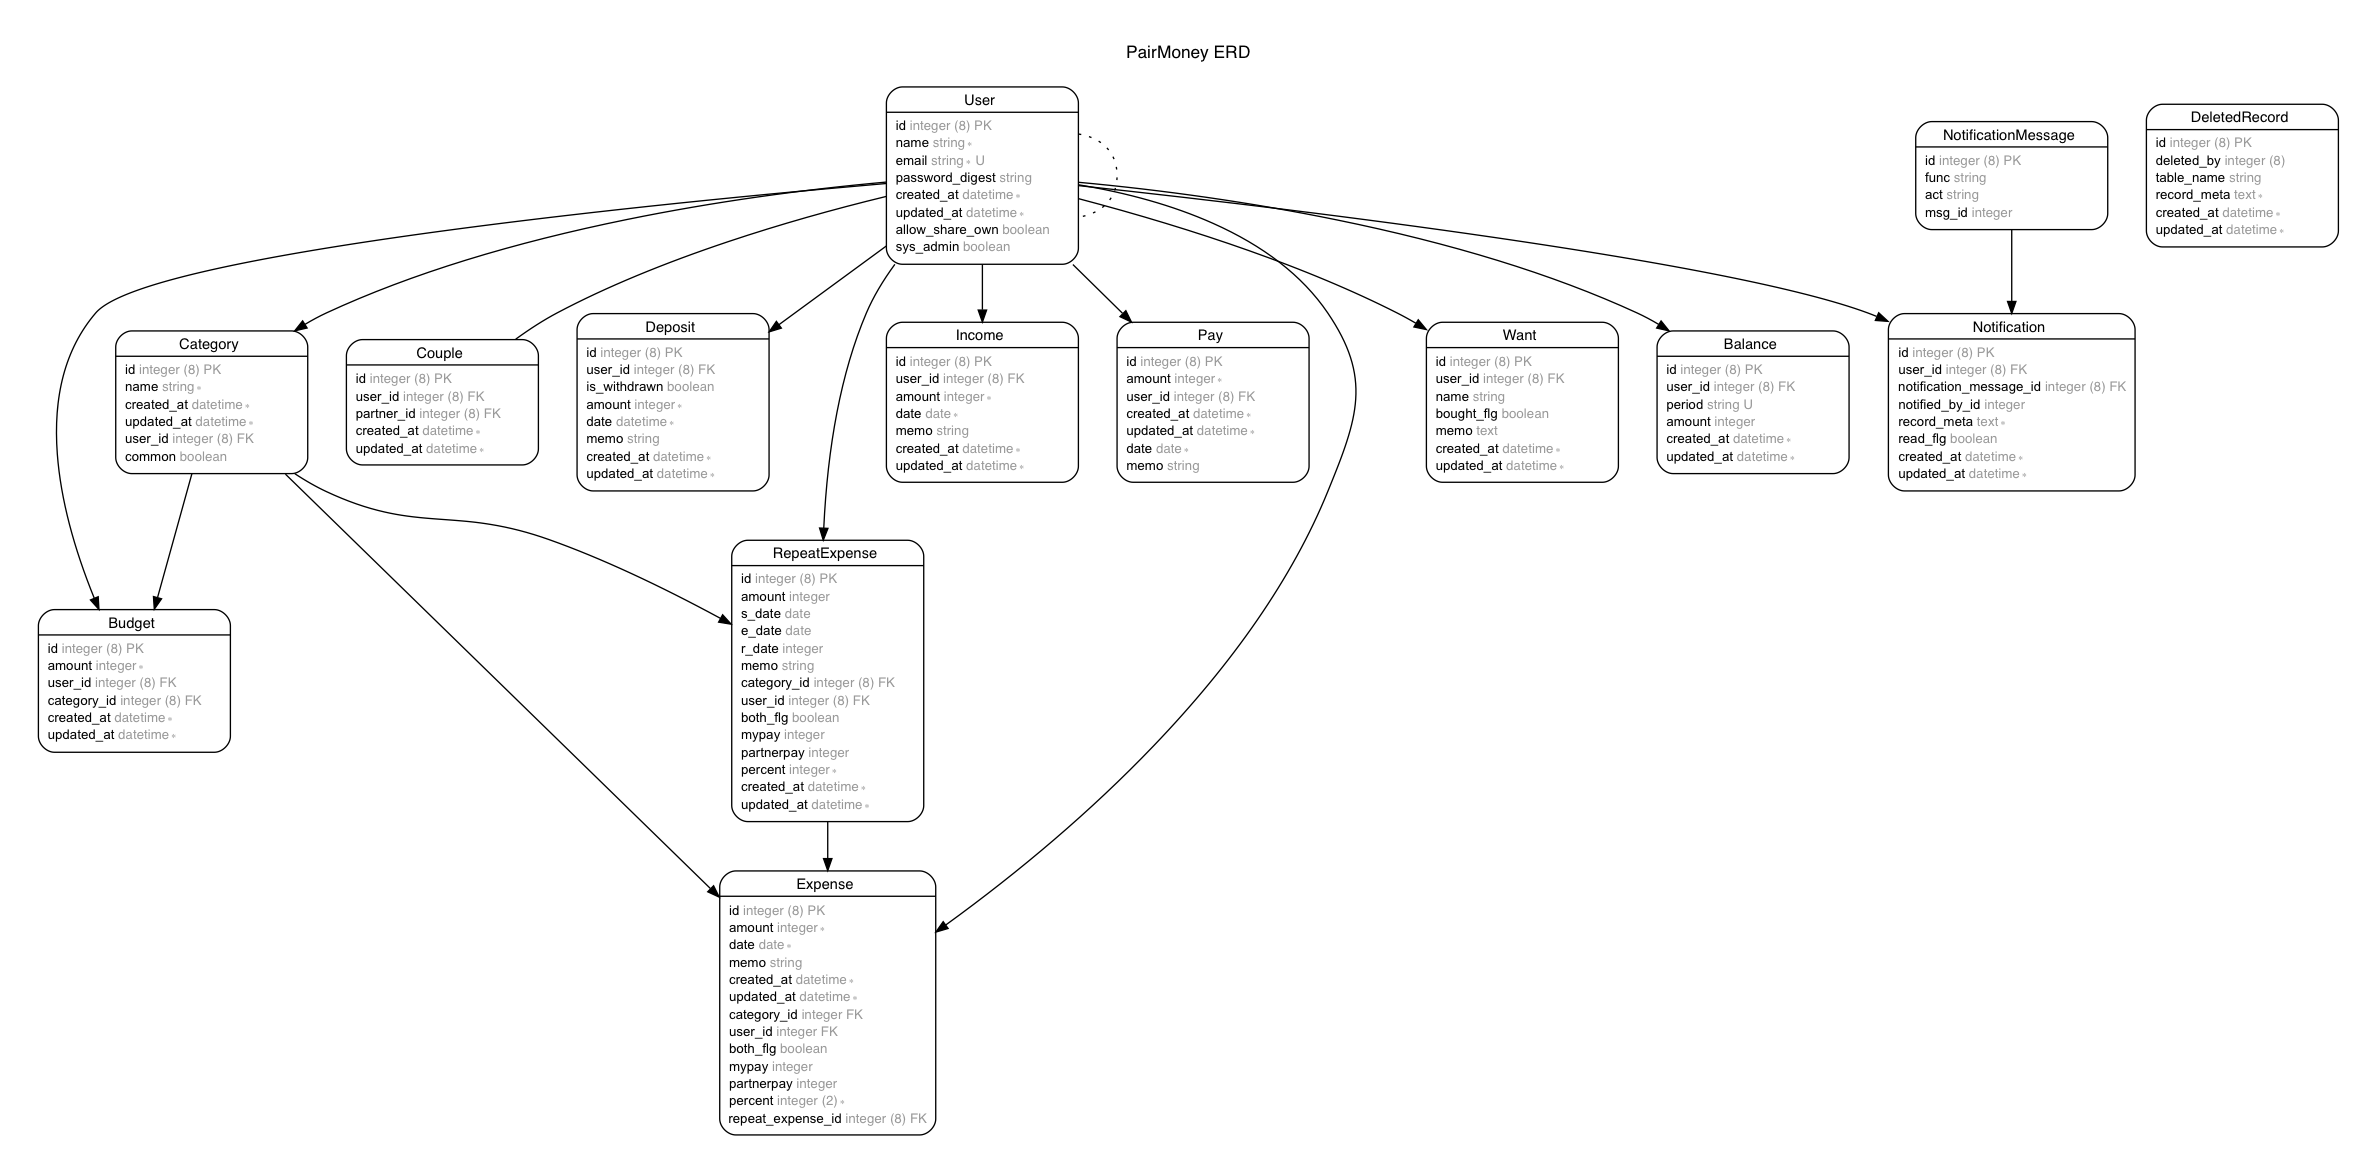 PairMoney ERD
User
id integer (8) PK
name string *
email string * U
password_digest string
created_at datetime *
updated_at datetime *
allow_share_own boolean
sys_admin boolean
NotificationMessage
id integer (8) PK
func string
act string
msg_id integer
DeletedRecord
id integer (8) PK
deleted_by integer (8)
table_name string
record_meta text *
created_at datetime *
updated_at datetime *
Category
id integer (8) PK
name string *
created_at datetime *
updated_at datetime *
user_id integer (8) FK
common boolean
Couple
id integer (8) PK
user_id integer (8) FK
partner_id integer (8) FK
created_at datetime *
updated_at datetime *
Deposit
id integer (8) PK
user_id integer (8) FK
is_withdrawn boolean
amount integer *
date datetime *
memo string
created_at datetime *
updated_at datetime *
Income
id integer (8) PK
user_id integer (8) FK
amount integer *
date date *
memo string
created_at datetime *
updated_at datetime *
Pay
id integer (8) PK
amount integer *
user_id integer (8) FK
created_at datetime *
updated_at datetime *
date date *
memo string
Want
id integer (8) PK
user_id integer (8) FK
name string
bought_flg boolean
memo text
created_at datetime *
updated_at datetime *
Balance
id integer (8) PK
user_id integer (8) FK
period string U
amount integer
created_at datetime *
updated_at datetime *
Notification
id integer (8) PK
user_id integer (8) FK
notification_message_id integer (8) FK
notified_by_id integer
record_meta text *
read_flg boolean
created_at datetime *
updated_at datetime *
Budget
id integer (8) PK
amount integer *
user_id integer (8) FK
category_id integer (8) FK
created_at datetime *
updated_at datetime *
RepeatExpense
id integer (8) PK
amount integer
s_date date
e_date date
r_date integer
memo string
category_id integer (8) FK
user_id integer (8) FK
both_flg boolean
mypay integer
partnerpay integer
percent integer *
created_at datetime *
updated_at datetime *
Expense
id integer (8) PK
amount integer *
date date *
memo string
created_at datetime *
updated_at datetime *
category_id integer FK
user_id integer FK
both_flg boolean
mypay integer
partnerpay integer
percent integer (2) *
repeat_expense_id integer (8) FK